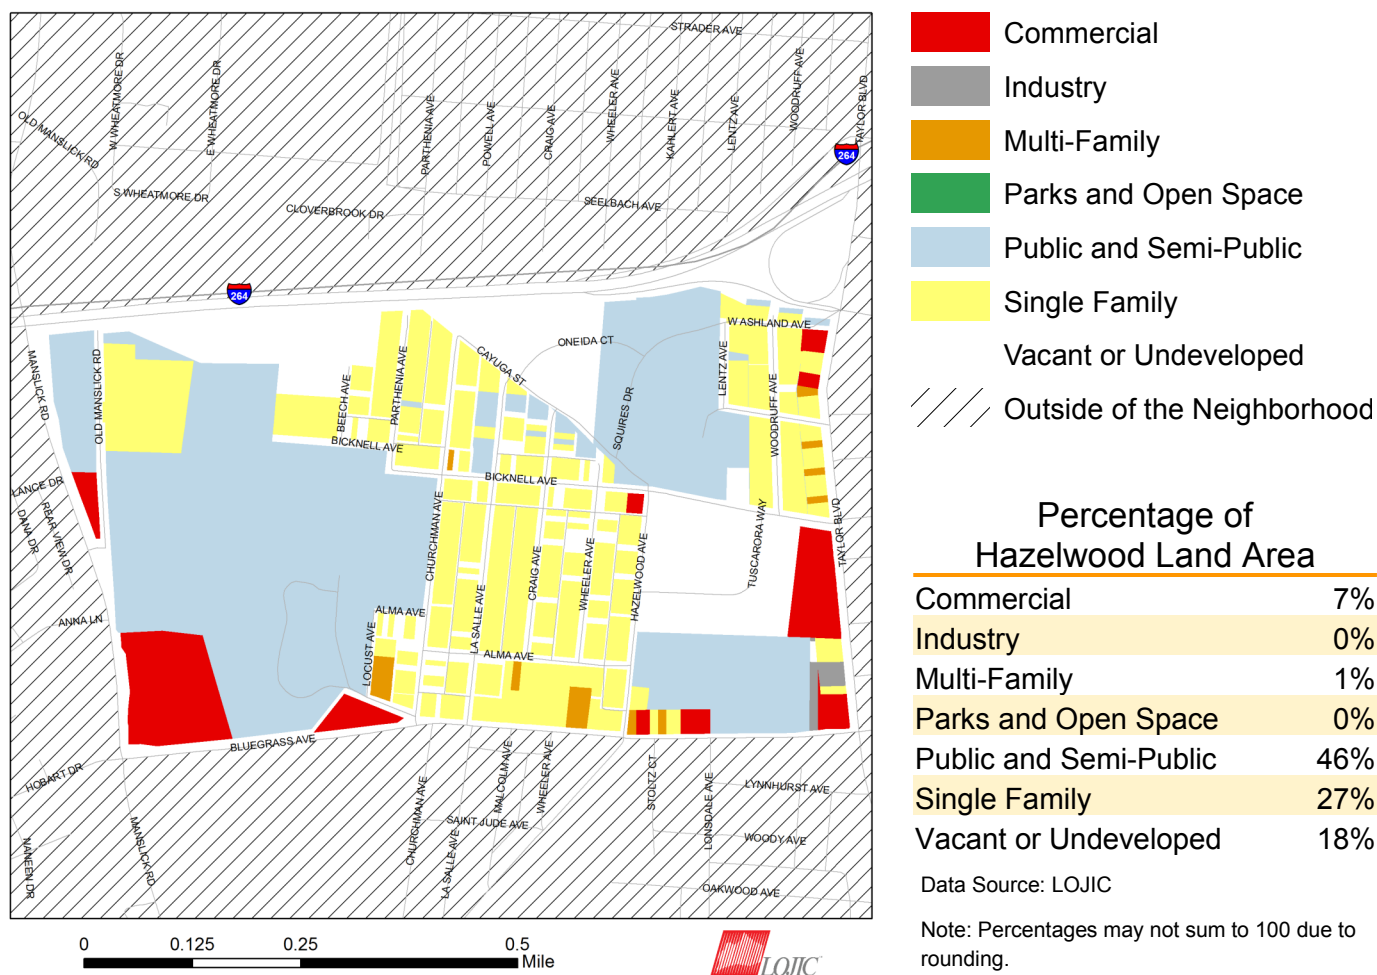 STRADER AVE
W WHEATMORE DR
E WHEATMORE DR
OLD MANSLICK RD
PARTHENIA AVE
POWELL AVE
CRAIG AVE
WHEELER AVE
KAHLERT AVE
LENTZ AVE
WOODRUFF AVE
TAYLOR BLVD
264
S WHEATMORE DR
CLOVERBROOK DR
SEELBACH AVE
264
W ASHLAND AVE
ONEIDA CT
CAYUGA ST
MANSLICK RD
OLD MANSLICK RD
BEECH AVE
PARTHENIA AVE
SQUIRES DR
LENTZ AVE
WOODRUFF AVE
BICKNELL AVE
BICKNELL AVE
LANCE DR
DANA DR
REAR VIEW DR
CHURCHMAN AVE
LA SALLE AVE
CRAIG AVE
WHEELER AVE
HAZELWOOD AVE
TUSCARORA WAY
TAYLOR BLVD
ANNA LN
ALMA AVE
LOCUST AVE
ALMA AVE
BLUEGRASS AVE
HOBART DR
MANSLICK RD
NANEEN DR
CHURCHMAN AVE
LA SALLE AVE
MALCOLM AVE
WHEELER AVE
SAINT JUDE AVE
STOLTZ CT
LONSDALE AVE
LYNNHURST AVE
WOODY AVE
OAKWOOD AVE
0 0.125 0.25 0.5
Mile
LOJIC
Commercial
Industry
Multi-Family
Parks and Open Space
Public and Semi-Public
Single Family
Vacant or Undeveloped
Outside of the Neighborhood
Percentage of
Hazelwood Land Area
Commercial 7%
Industry 0%
Multi-Family 1%
Parks and Open Space 0%
Public and Semi-Public 46%
Single Family 27%
Vacant or Undeveloped 18%
Data Source: LOJIC
Note: Percentages may not sum to 100 due to
rounding.